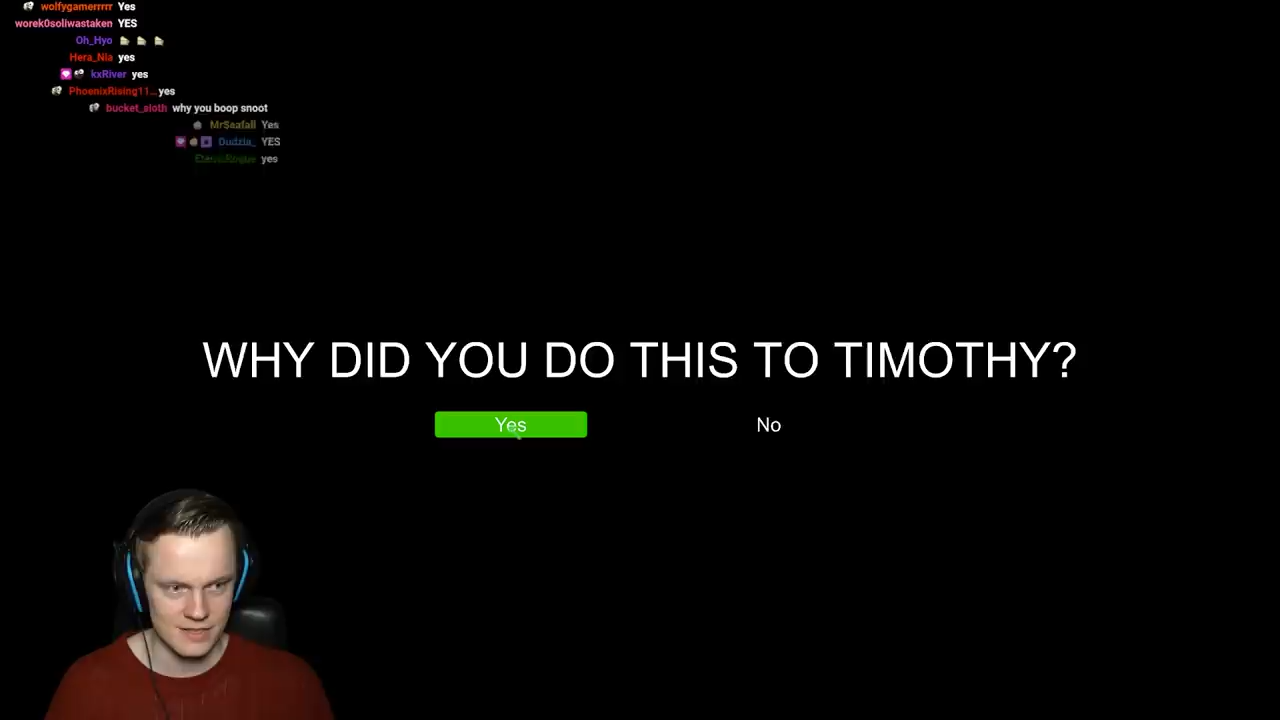 wolfygamerrrrr Yes
worek0soliwastaken YES
Oh_Hyo
Hera_Nia yes
kxRiver yes
PhoenixRising11... yes
bucket_sloth why you boop snoot
MrSeafall Yes
Dudzia_ YES
yes
WHY DID YOU DO THIS TO TIMOTHY?
Yes
No